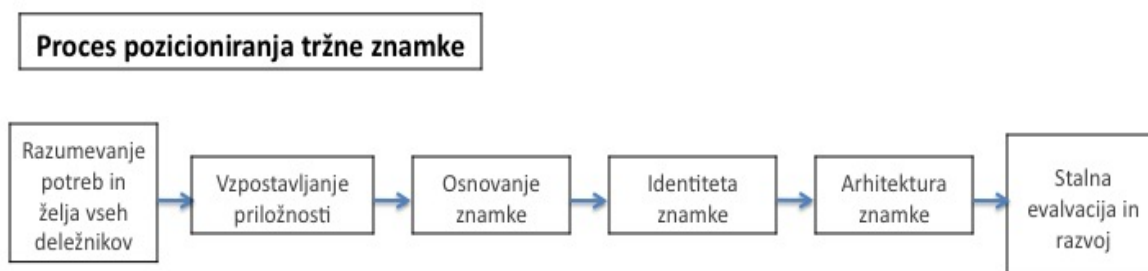 Proces pozicioniranja tržne znamke
Razumevanje
potreb in
želja vseh
deležnikov
Vzpostavljanje
priložnosti
Osnovanje
znamke
Identiteta
znamke
Arhitektura
znamke
Stalna
evalvacija in
razvoj